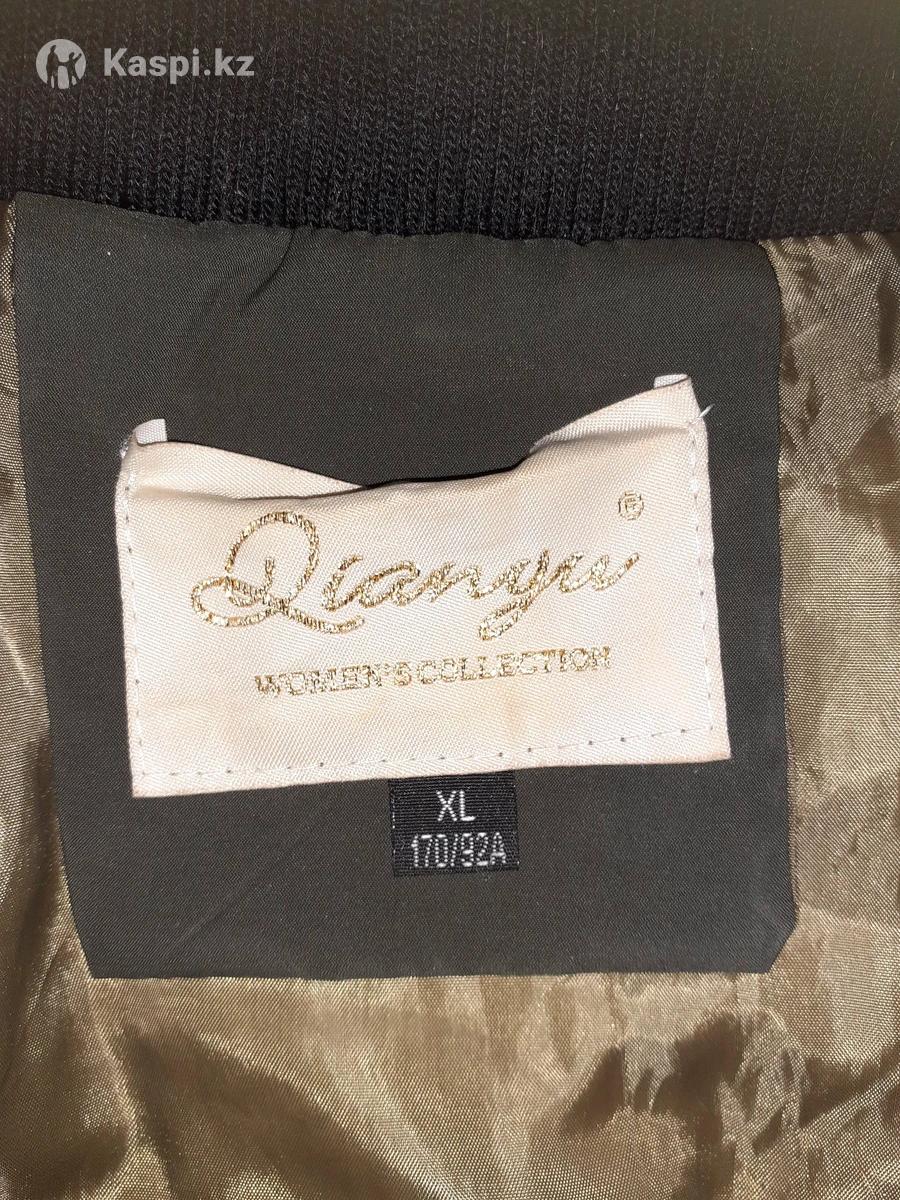 Kaspi.kz
Qianyu ®
WOMEN'S COLLECTION
XL
170/92A